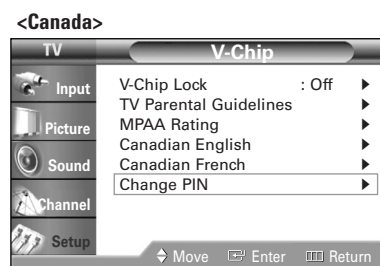 <Canada>
TV V-Chip
Input
Picture
Sound
Channel
Setup
V-Chip Lock : Off
TV Parental Guidelines
MPAA Rating
Canadian English
Canadian French
Change PIN
Move Enter Return